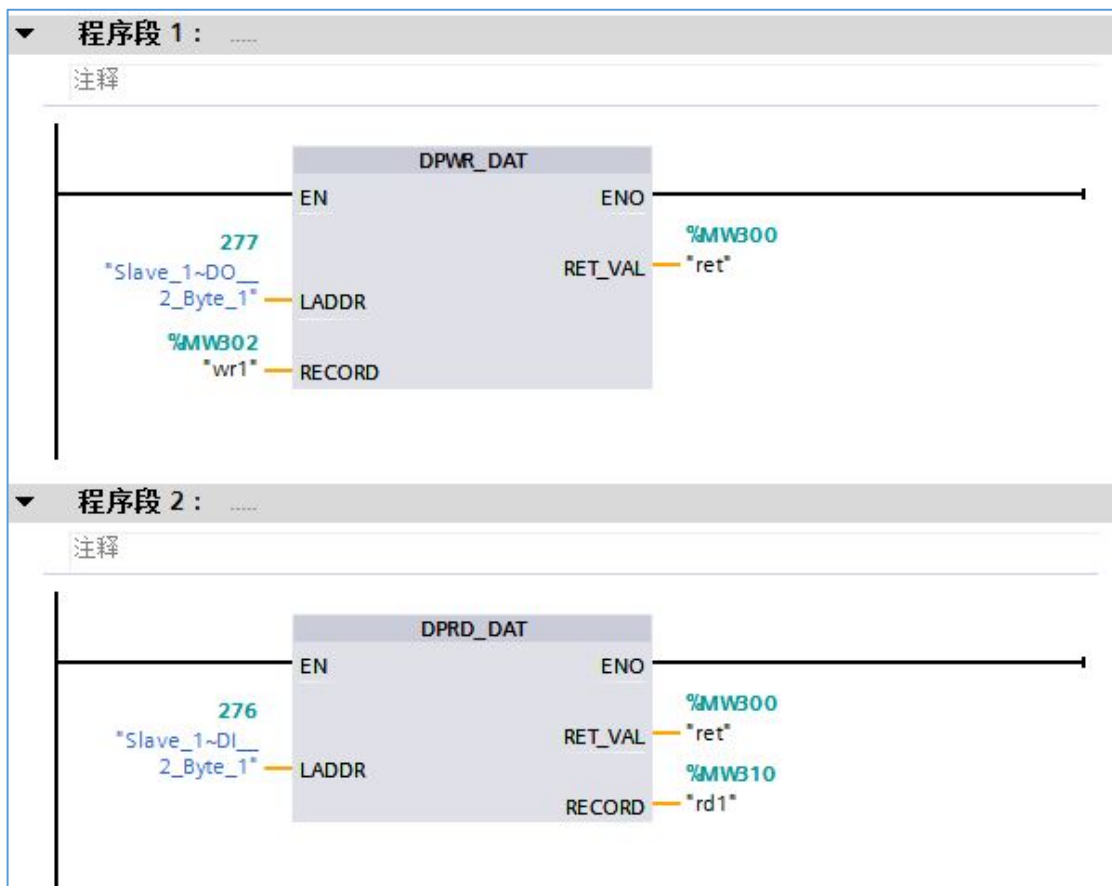 程序段 1： .....
注释
DPWR_DAT
EN ENO
277
"Slave_1~DO__
2_Byte_1"
LADDR
%MW300
RET_VAL "ret"
%MW302
"wr1" RECORD
程序段 2： .....
注释
DPRD_DAT
EN ENO
276
"Slave_1~DI__
2_Byte_1"
LADDR
%MW300
RET_VAL "ret"
%MW310
RECORD "rd1"